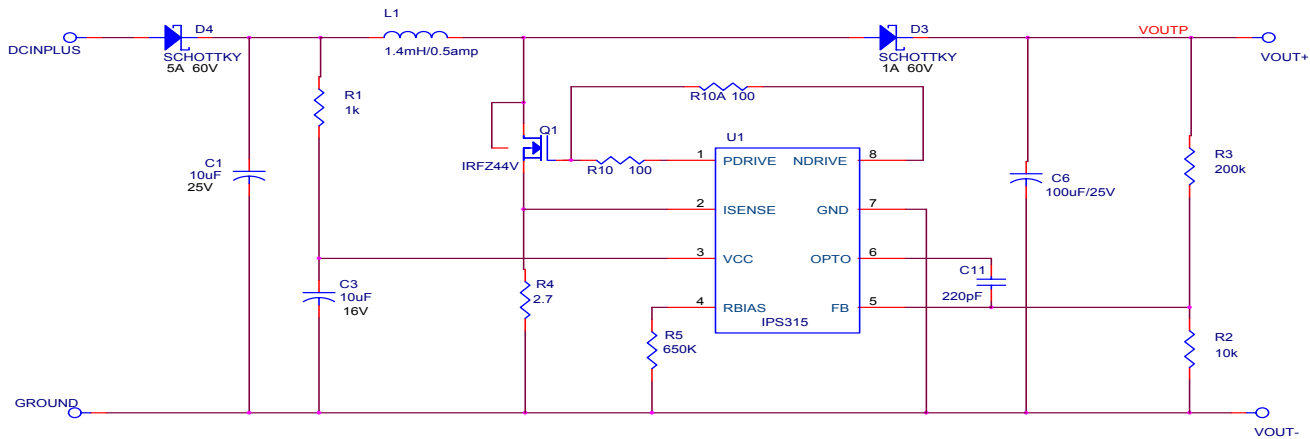 DCINPLUS
D4
SCHOTTKY
5A 60V
L1
1.4mH/0.5amp
D3
SCHOTTKY
1A 60V
VOUTP
VOUT+
R1
1k
R10A 100
Q1
IRFZ44V
R10 100
U1
1
PDRIVE
NDRIVE
8
2
ISENSE
GND
7
3
VCC
OPTO
6
4
RBIAS
FB
5
IPS315
C1
10uF
25V
C6
100uF/25V
R3
200k
C3
10uF
16V
R4
2.7
R5
650K
C11
220pF
R2
10k
GROUND
VOUT-